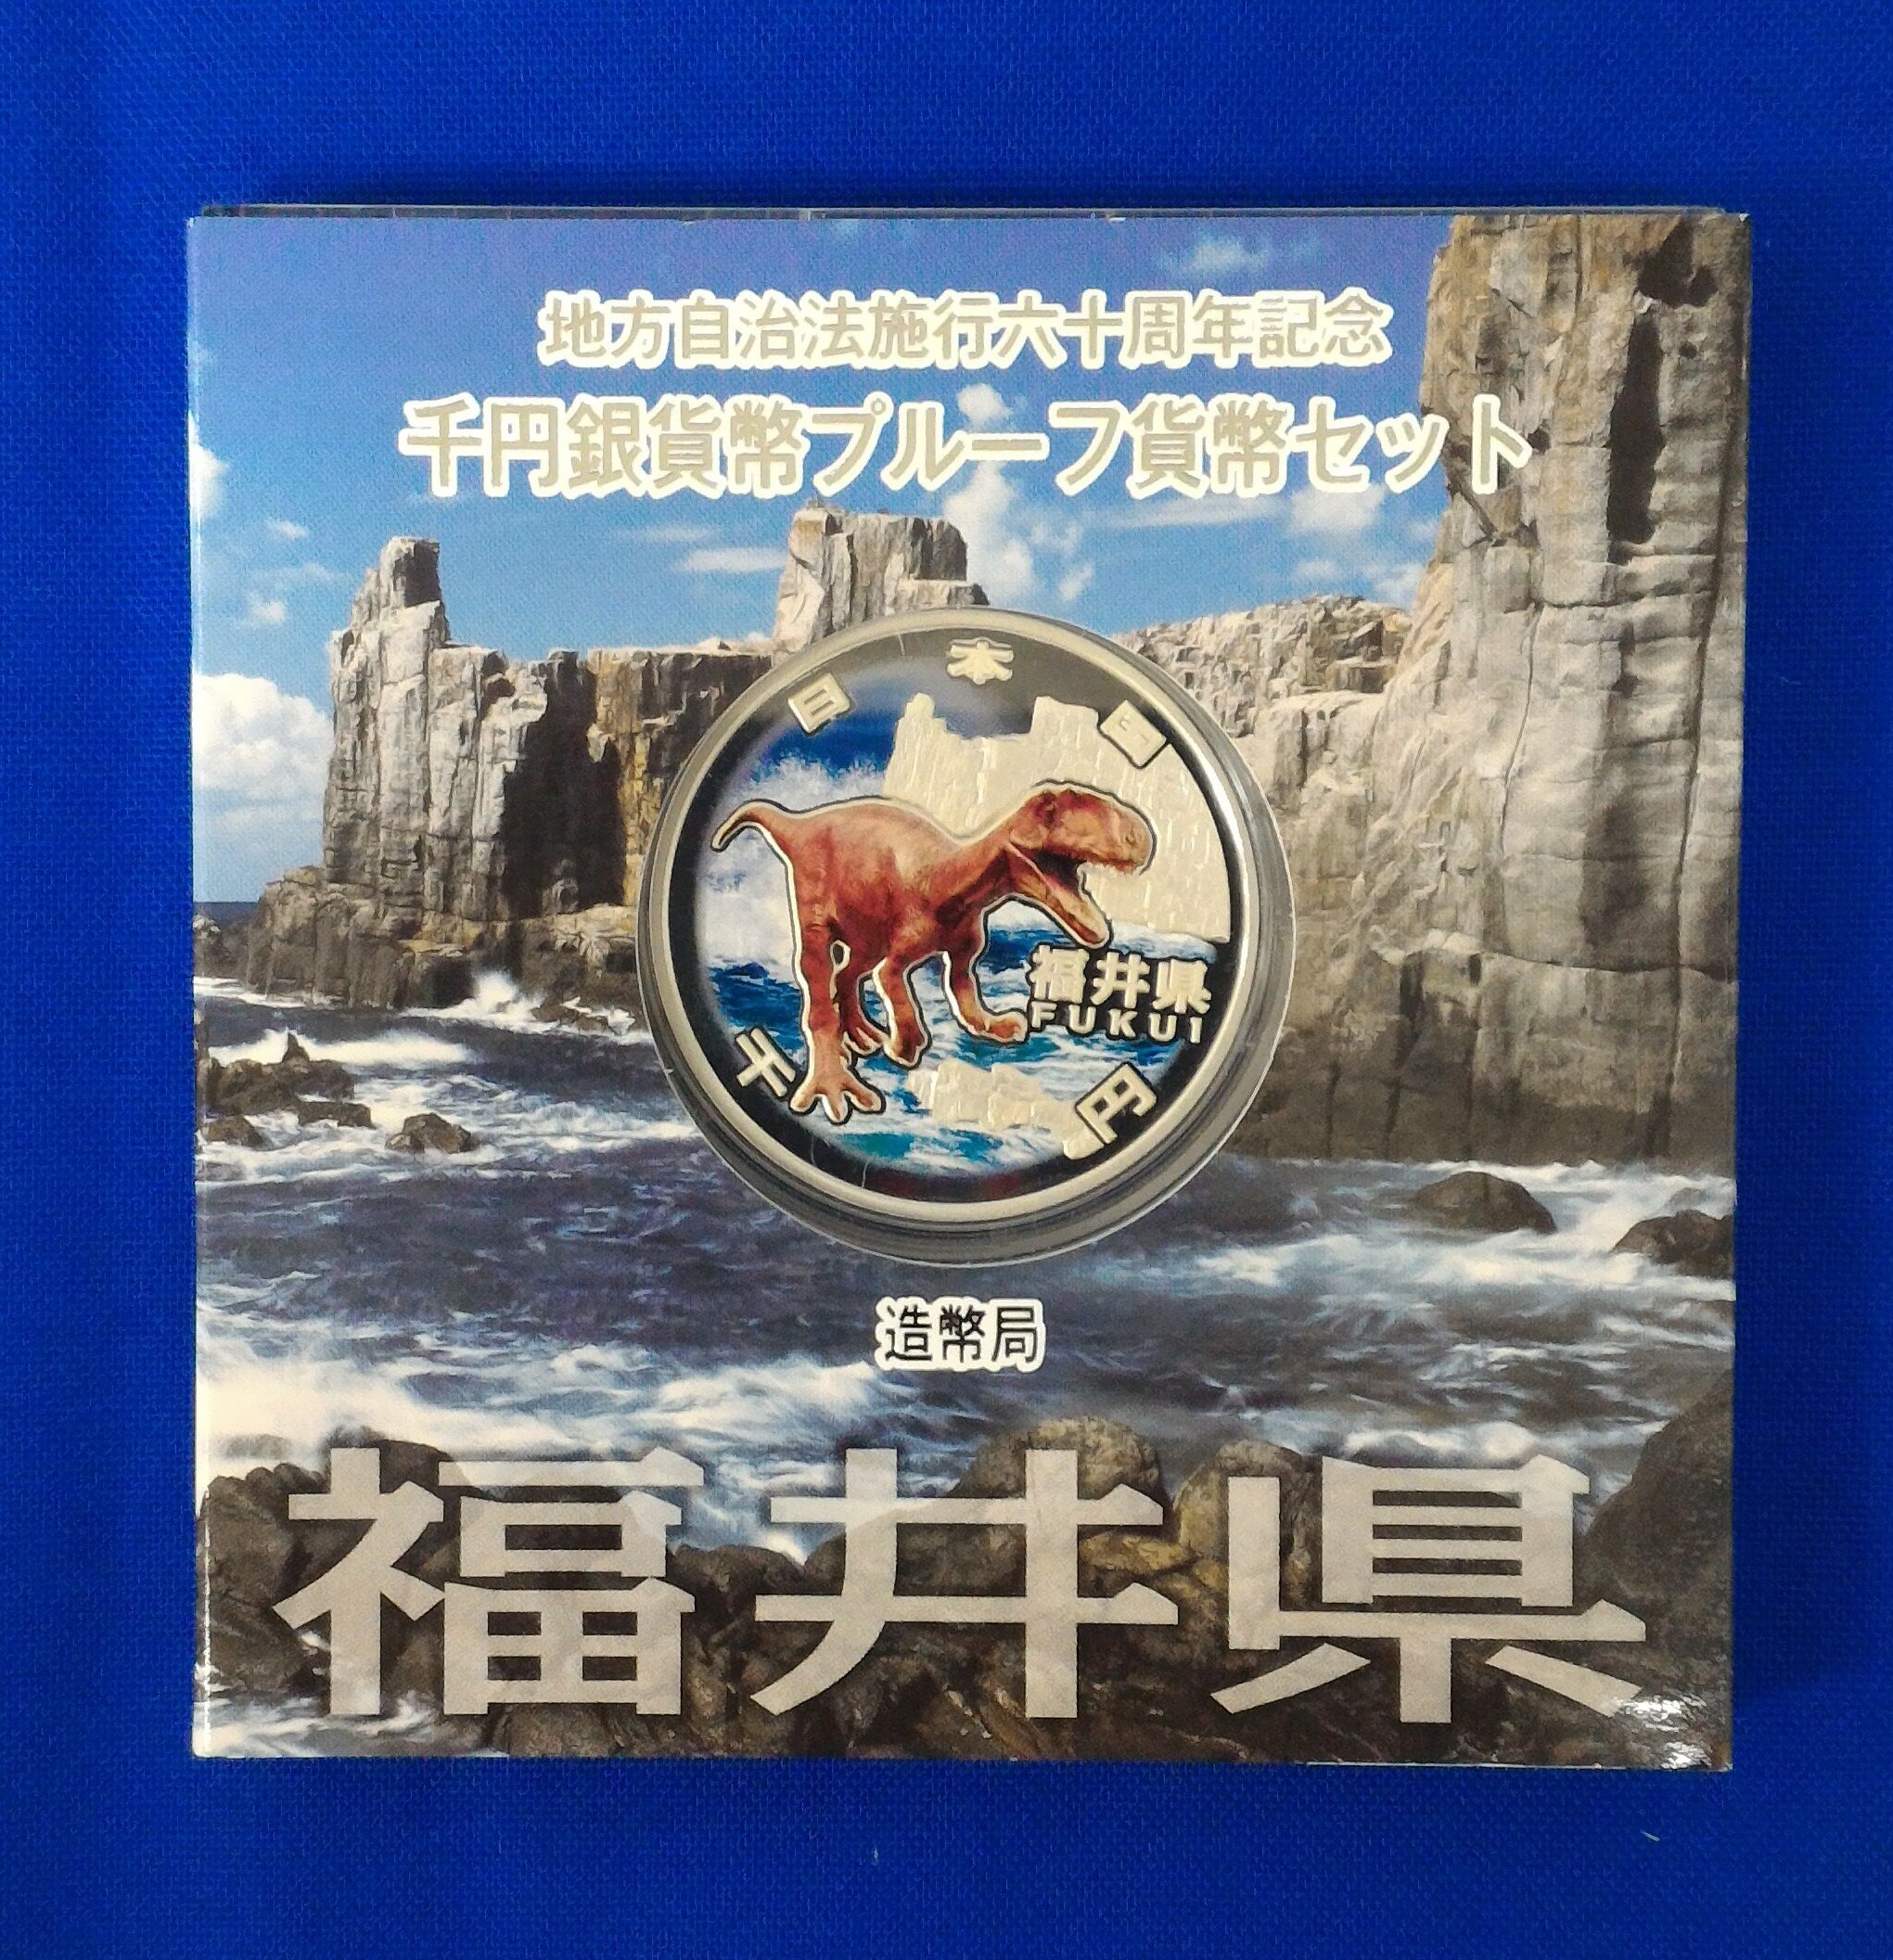 地方自治法施行六十周年記念
千円銀貨幣プルーフ貨幣セット
日本国
福井県
FUKUI
千円
造幣局
福井県